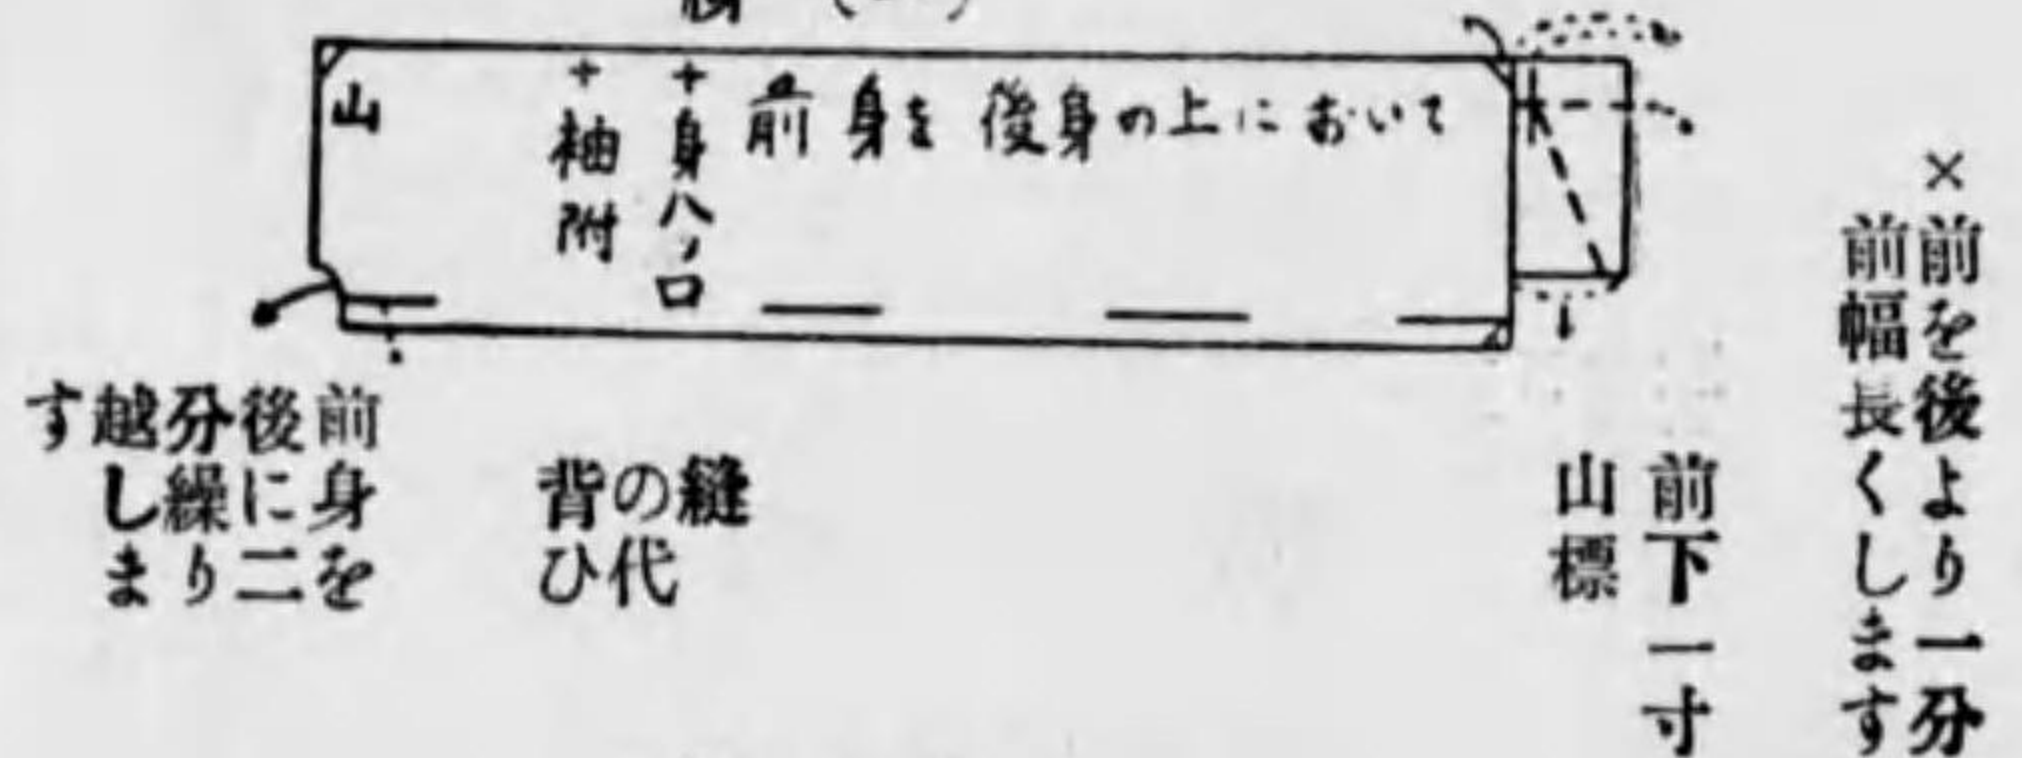 ×前を後より一分
前幅長くします
前下一寸
山標
前身を後身の上において
+身八ノ口
+袖附
山
背の縫
ひ代
前身を
後に二
分繰り
越しま
す